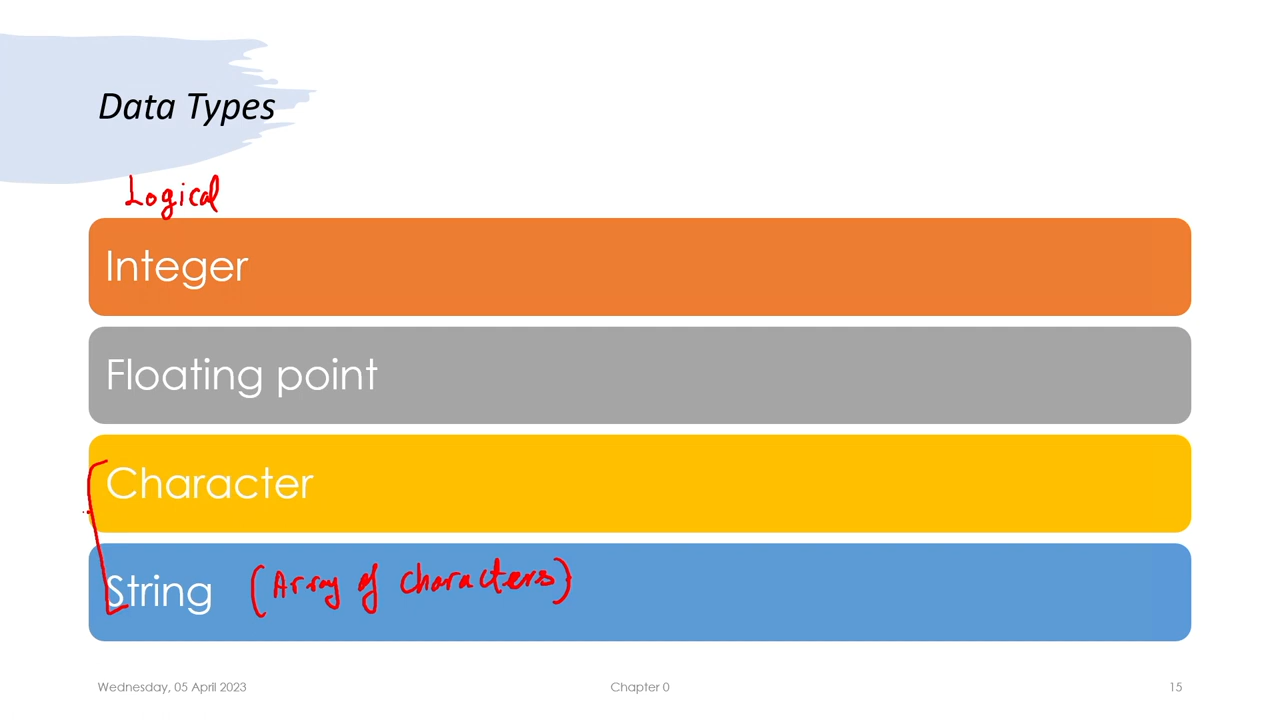 Data Types
Logical
Integer
Floating point
Character
String (Array of characters)
Wednesday, 05 April 2023 Chapter 0 15